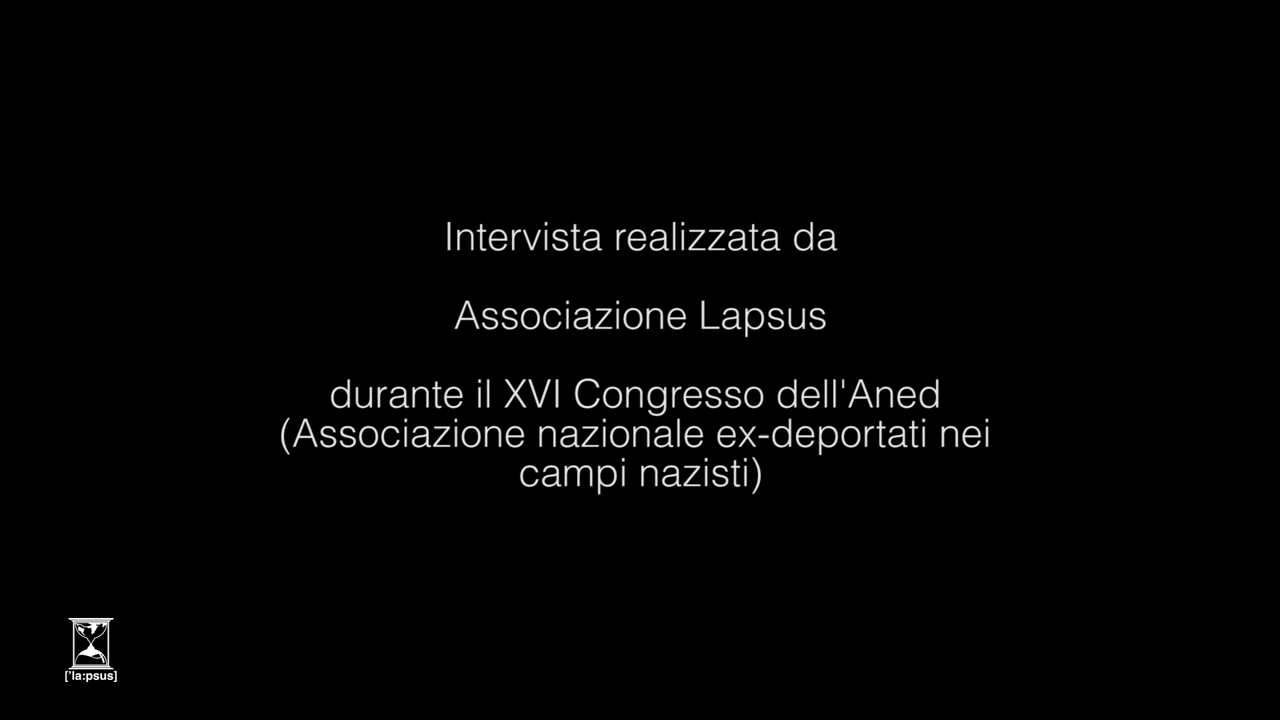 Intervista realizzata da
Associazione Lapsus
durante il XVI Congresso dell'Aned
(Associazione nazionale ex-deportati nei
campi nazisti)
['la:psus]